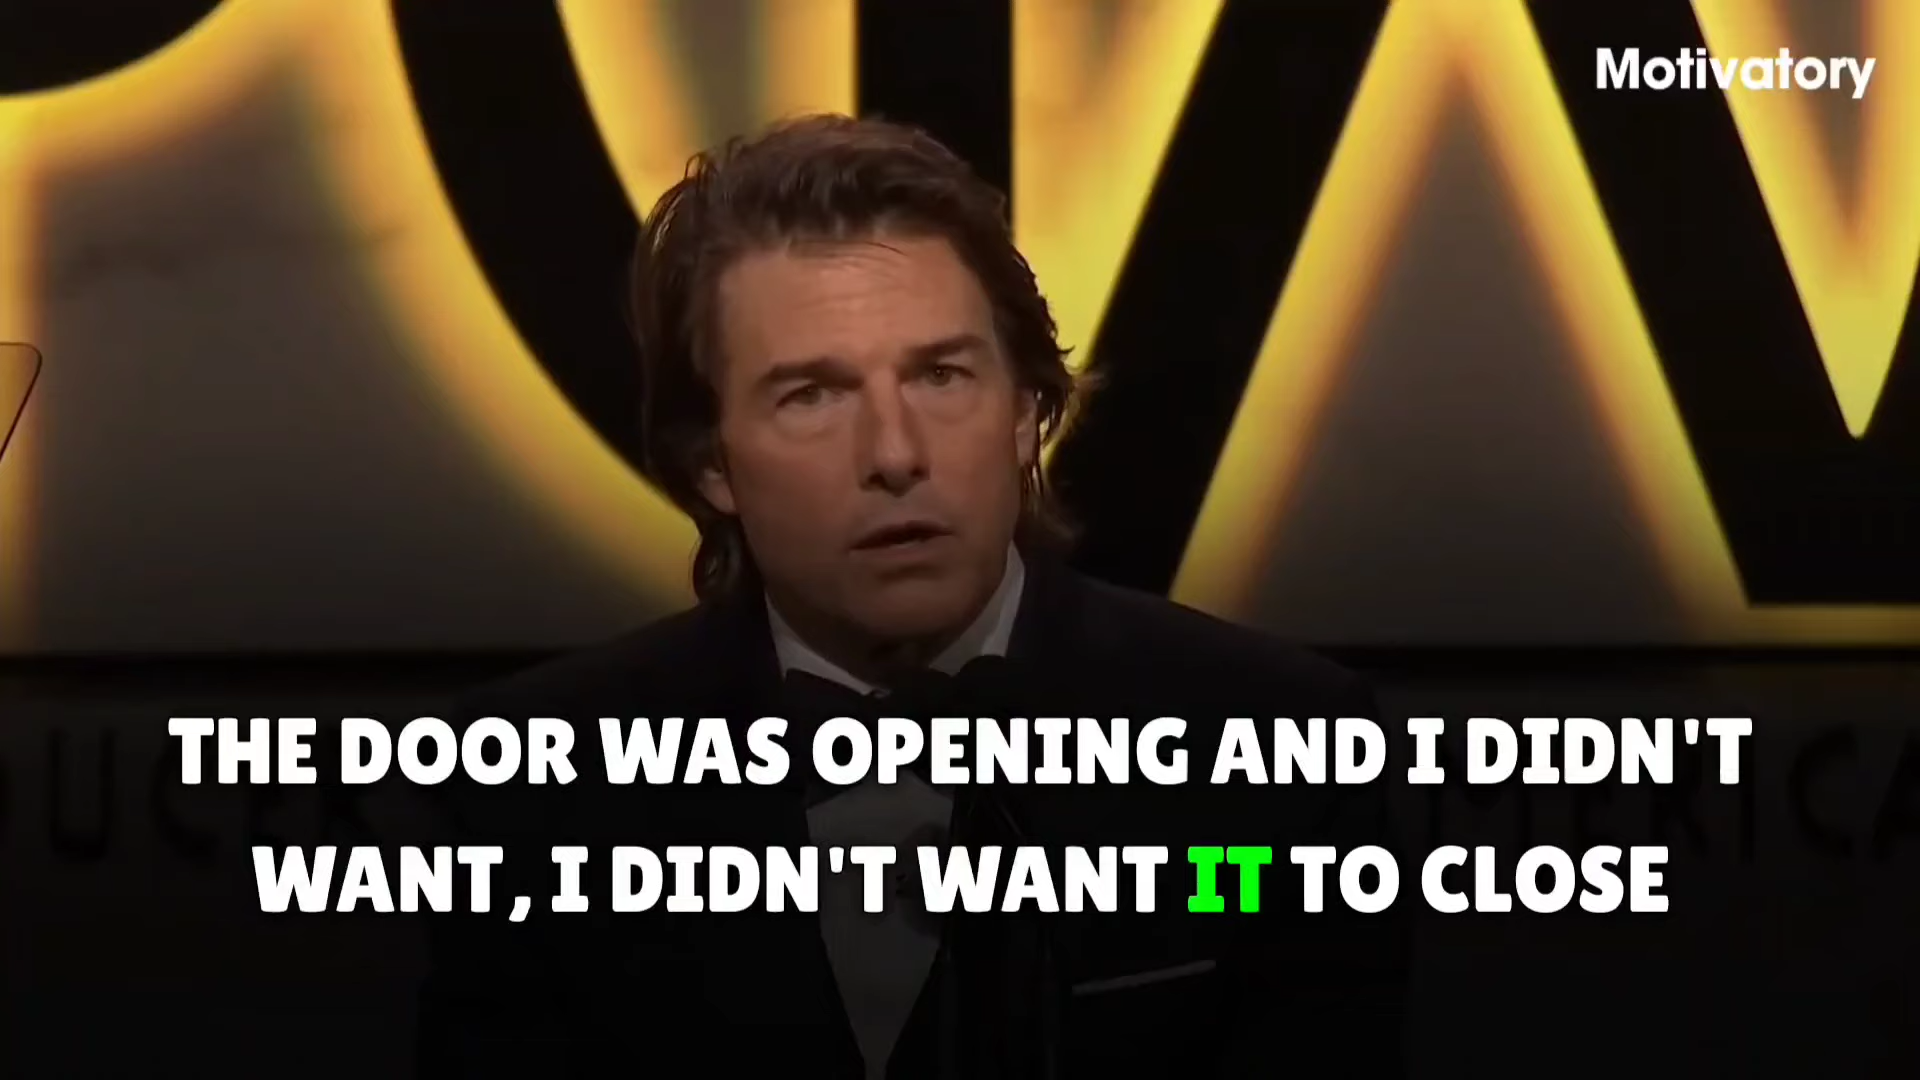 Motivatory
THE DOOR WAS OPENING AND I DIDN'T
WANT, I DIDN'T WANT IT TO CLOSE